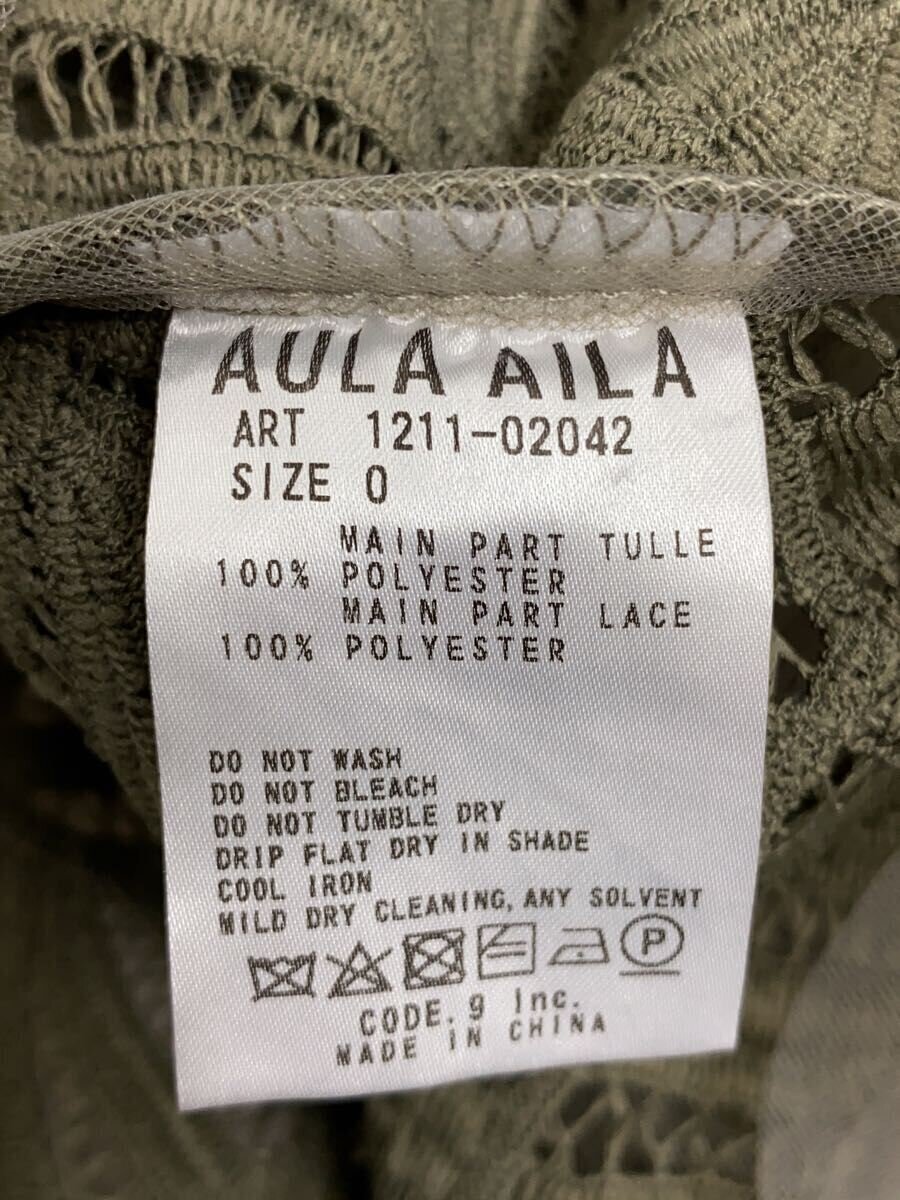 AULA AILA
ART 1211-02042
SIZE 0
MAIN PART TULLE
100% POLYESTER
MAIN PART LACE
100% POLYESTER
DO NOT WASH
DO NOT BLEACH
DO NOT TUMBLE DRY
DRIP FLAT DRY IN SHADE
COOL IRON
MILD DRY CLEANING, ANY SOLVENT
P
CODE.9 Inc.
MADE IN CHINA